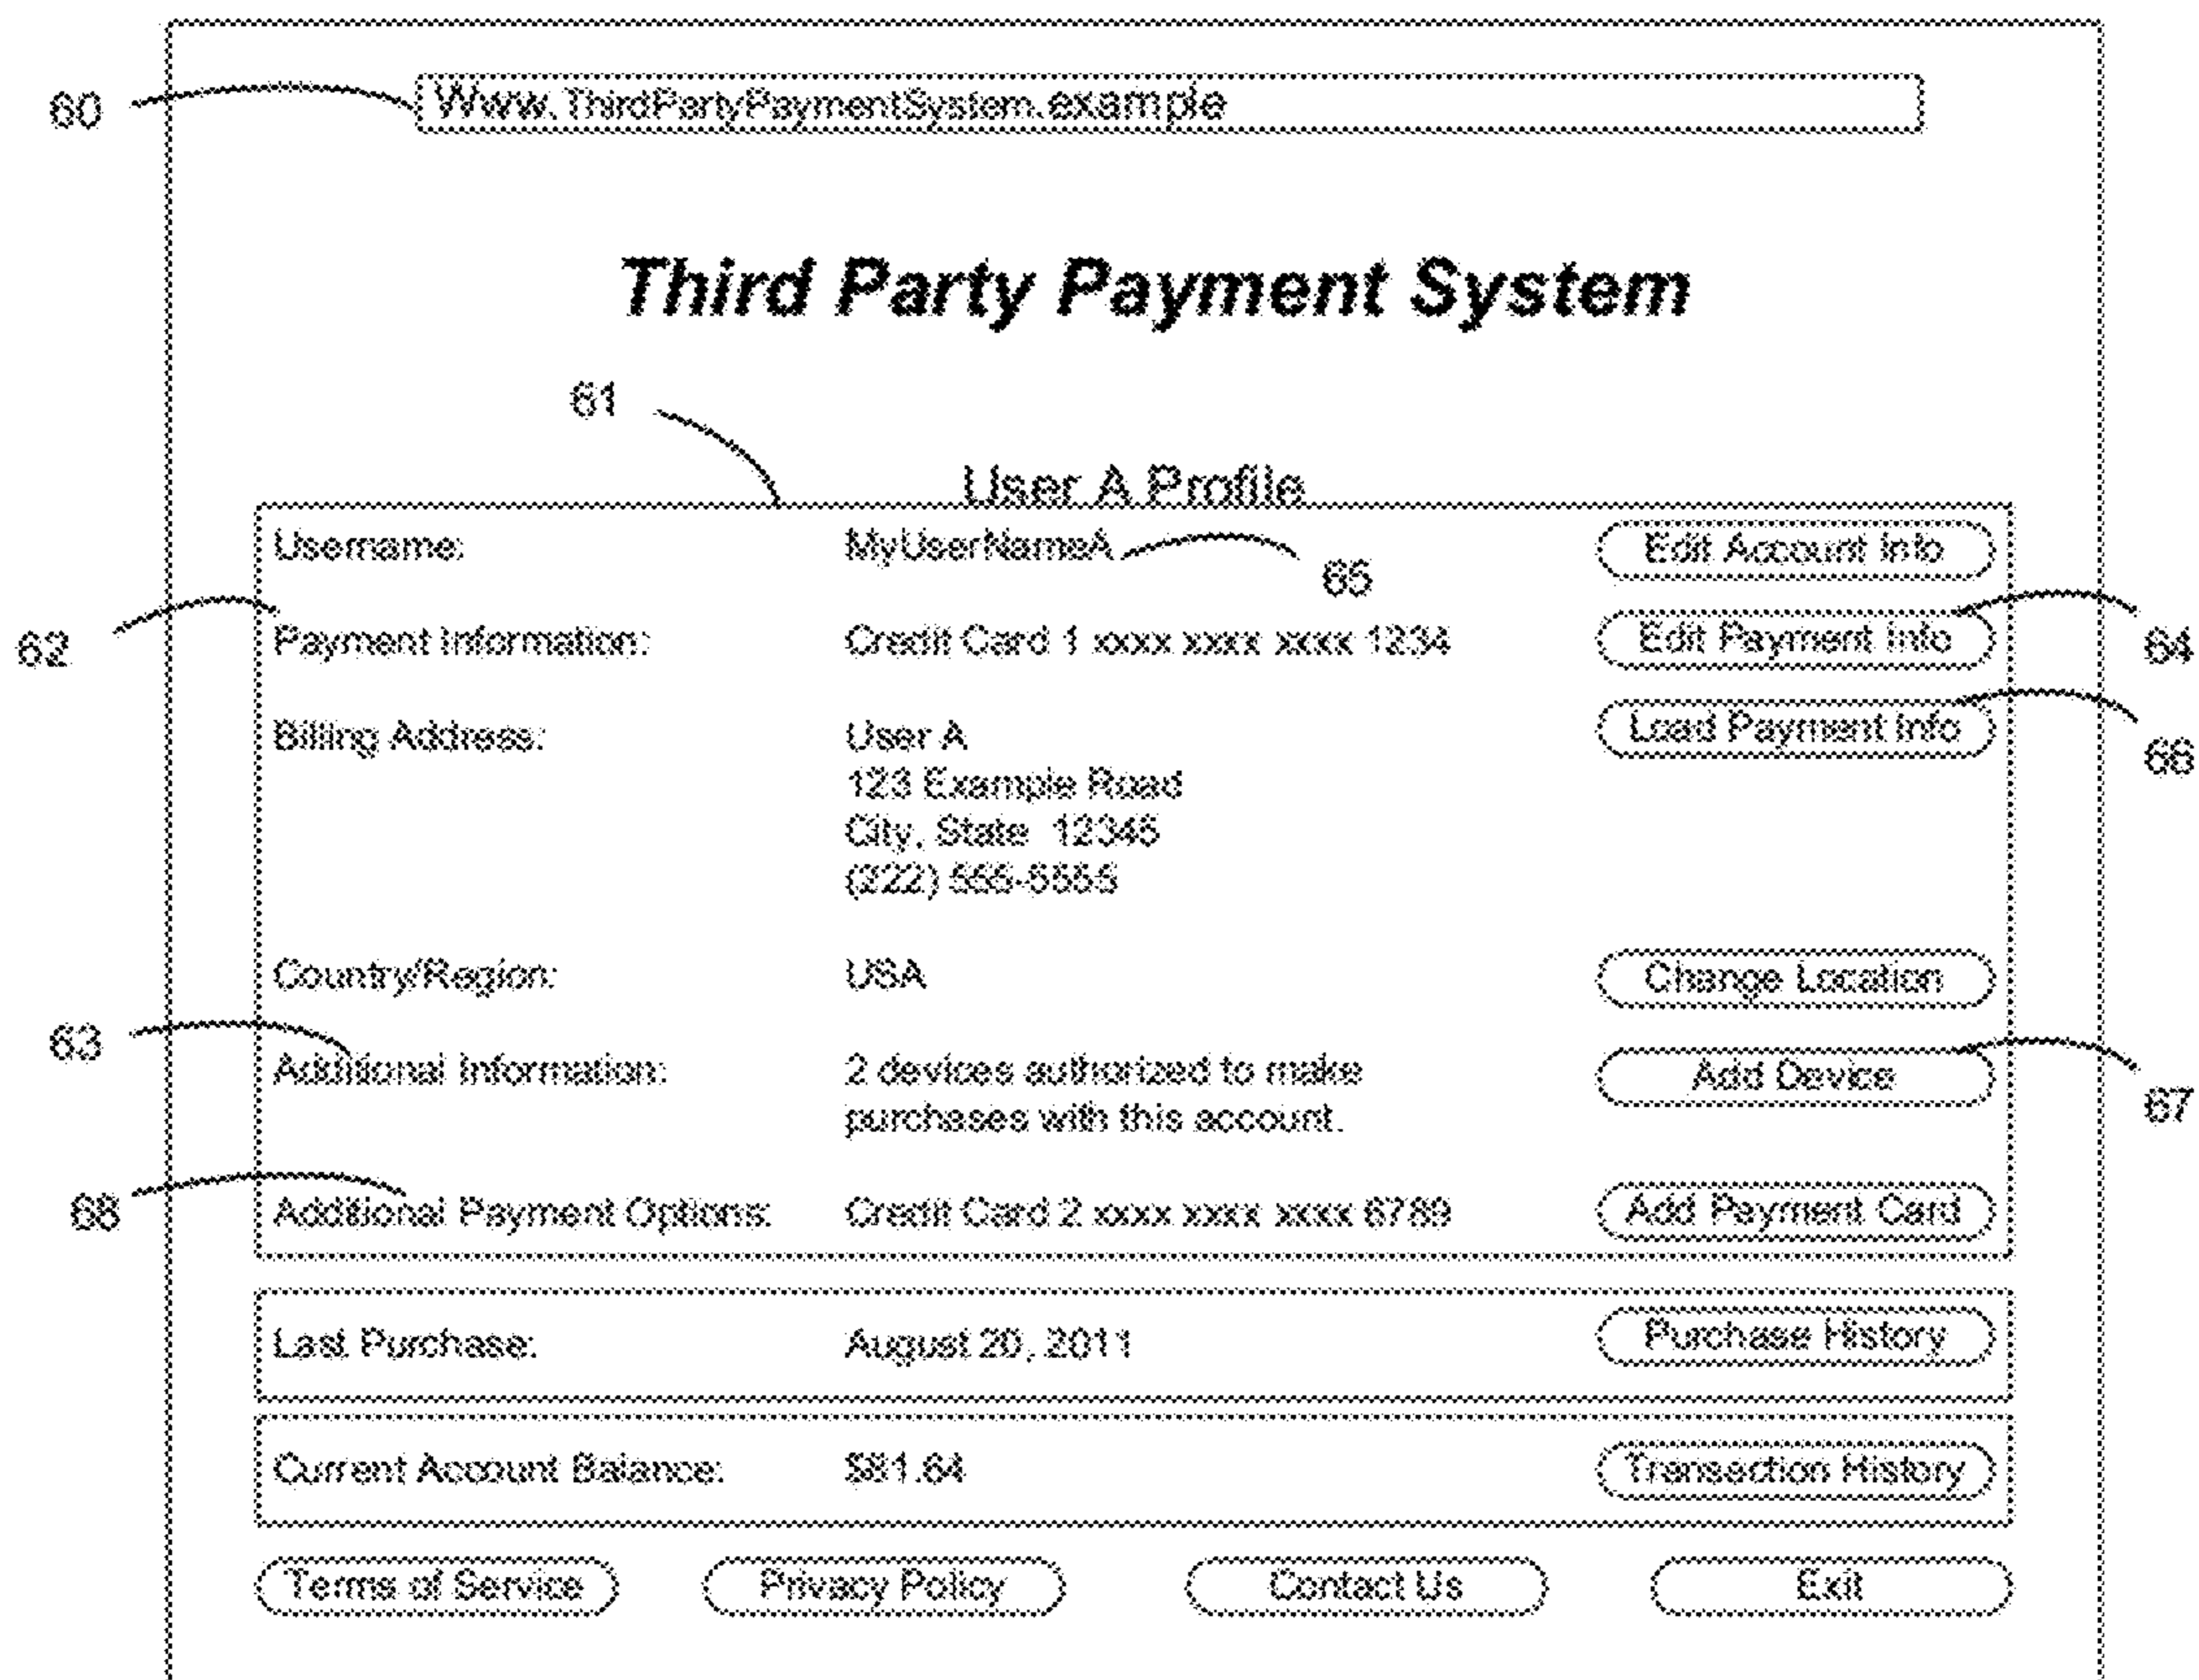 60
Www.ThirdPartyPaymentSystem.example
Third Party Payment System
61
User A Profile
Username: MyUserNameA Edit Account Info
65
62 Payment Information: Credit Card 1 xxxx xxxx xxxx 1234 Edit Payment Info 64
Billing Address: User A Load Payment Info 66
123 Example Road
City, State 12345
(222) 555-5555
Country/Region: USA Change Location
63 Additional Information: 2 devices authorized to make Add Device 67
purchases with this account.
68 Additional Payment Options: Credit Card 2 xxxx xxxx xxxx 6789 Add Payment Card
Last Purchase: August 20, 2011 Purchase History
Current Account Balance: $81.64 Transaction History
Terms of Service Privacy Policy Contact Us Exit